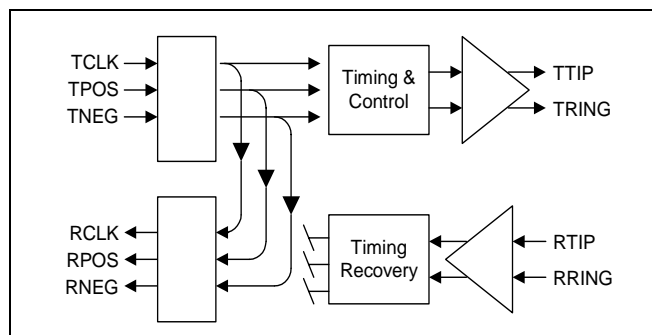 TCLK
TPOS
TNEG
Timing &
Control
TTIP
TRING
RCLK
RPOS
RNEG
Timing
Recovery
RTIP
RRING